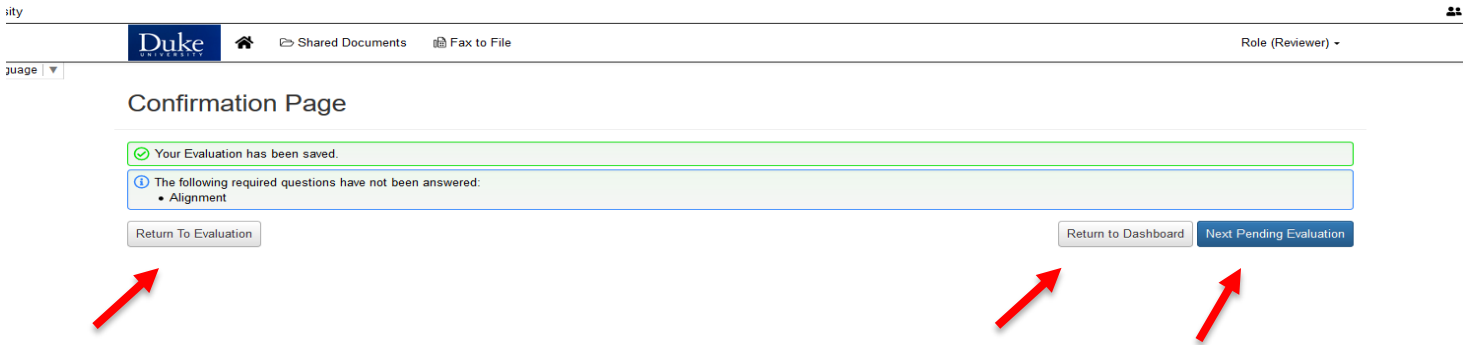 sity
Duke
UNIVERSITY
Shared Documents
Fax to File
Role (Reviewer)
guage
Confirmation Page
Your Evaluation has been saved.
The following required questions have not been answered:
• Alignment
Return To Evaluation
Return to Dashboard
Next Pending Evaluation